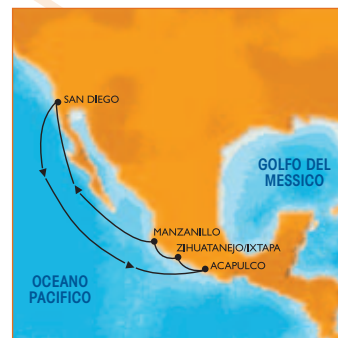 SAN DIEGO
GOLFO DEL
MESSICO
MANZANILLO
ZIHUATANEJO/IXTAPA
ACAPULCO
OCEANO
PACIFICO